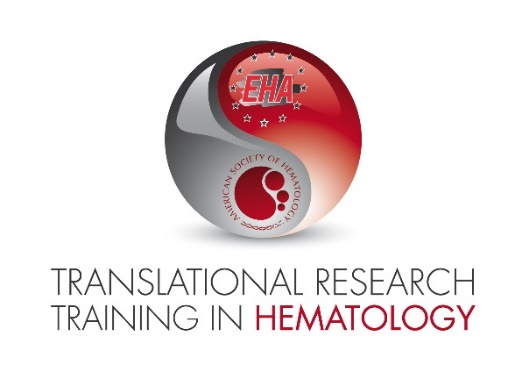 EHA
AMERICAN SOCIETY OF HEMATOLOGY
TRANSLATIONAL RESEARCH
TRAINING IN HEMATOLOGY